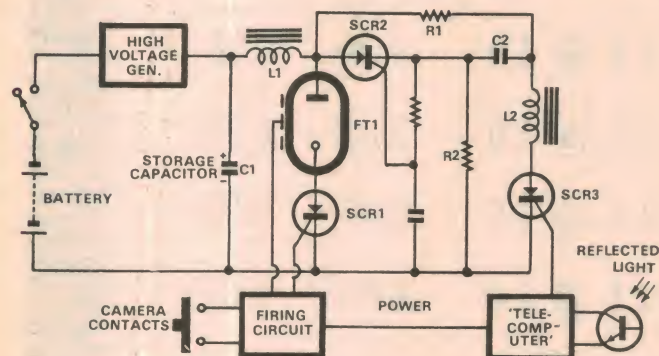 HIGH
VOLTAGE
GEN.
L1
SCR2
R1
C2
L2
FT1
R2
STORAGE
CAPACITOR
+
C1
–
BATTERY
SCR1
SCR3
REFLECTED
LIGHT
CAMERA
CONTACTS
FIRING
CIRCUIT
POWER
'TELE-
COMP-
UTER'